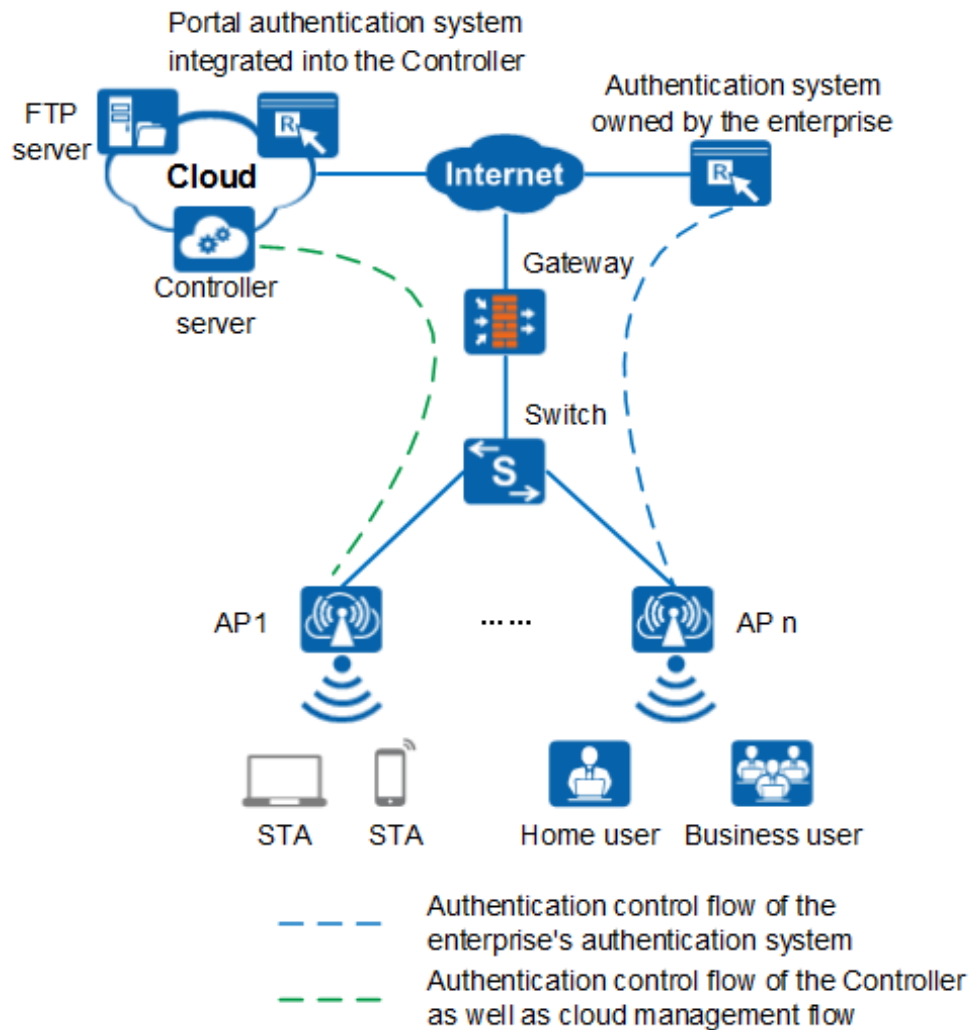 Portal authentication system
integrated into the Controller
FTP
server
R
Authentication system
owned by the enterprise
R
Cloud
Internet
Controller
server
Gateway
Switch
S
AP1
... ...
AP n
STA
STA
Home user
Business user
Authentication control flow of the
enterprise's authentication system
Authentication control flow of the Controller
as well as cloud management flow